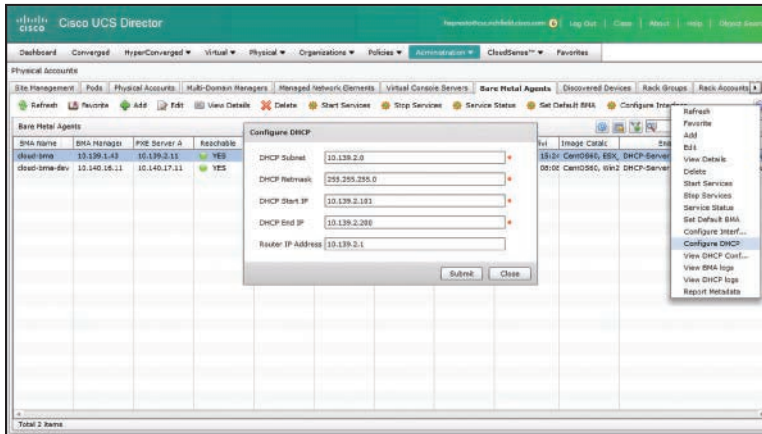 cisco Cisco UCS Director
Log Out | About | Help | Object Search
Dashboard Converged HyperConverged Virtual Physical Organizations Policies Administration CloudSense™ Favorites
Physical Accounts
Site Management Pods Physical Accounts Multi-Domain Managers Managed Network Elements Virtual Console Servers Bare Metal Agents Discovered Devices Rack Groups Rack Accounts
Refresh Favorite Add Edit View Details Delete Start Services Stop Services Service Status Set Default BMA Configure Interface
Bare Metal Agents
BMA Name BMA Manager PXE Server A Reachable Image Catalc
cloud-bma 10.139.1.43 10.139.2.11 YES CentOS60, ESX, DHCP-Server
cloud-bma-dev 10.140.16.11 10.140.17.11 YES CentOS60, Win2 DHCP-Server
Configure DHCP
DHCP Subnet 10.139.2.0
DHCP Netmask 255.255.255.0
DHCP Start IP 10.139.2.101
DHCP End IP 10.139.2.200
Router IP Address 10.139.2.1
Submit Close
Refresh
Favorite
Add
Edit
View Details
Delete
Start Services
Stop Services
Service Status
Set Default BMA
Configure Interf...
Configure DHCP
View DHCP Conf...
View BMA logs
View DHCP logs
Report Metadata
Total 2 items